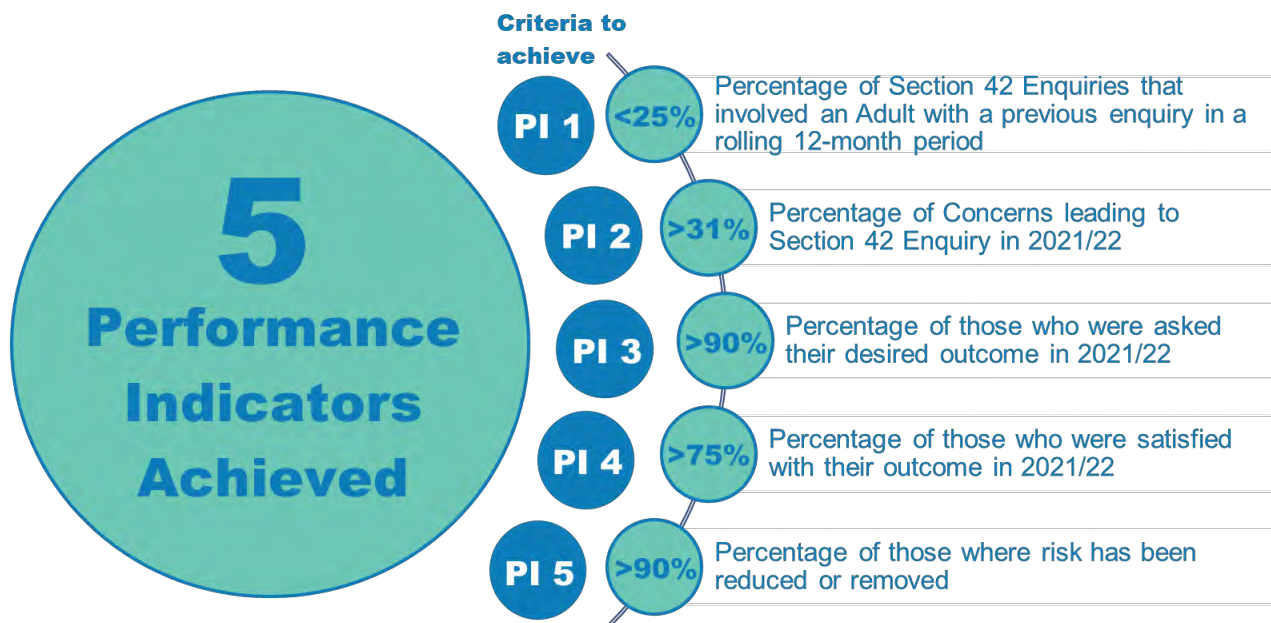 Criteria to
achieve
5
Performance
Indicators
Achieved
PI 1
<25%
Percentage of Section 42 Enquiries that
involved an Adult with a previous enquiry in a
rolling 12-month period
PI 2
>31%
Percentage of Concerns leading to
Section 42 Enquiry in 2021/22
PI 3
>90%
Percentage of those who were asked
their desired outcome in 2021/22
PI 4
>75%
Percentage of those who were satisfied
with their outcome in 2021/22
PI 5
>90%
Percentage of those where risk has been
reduced or removed